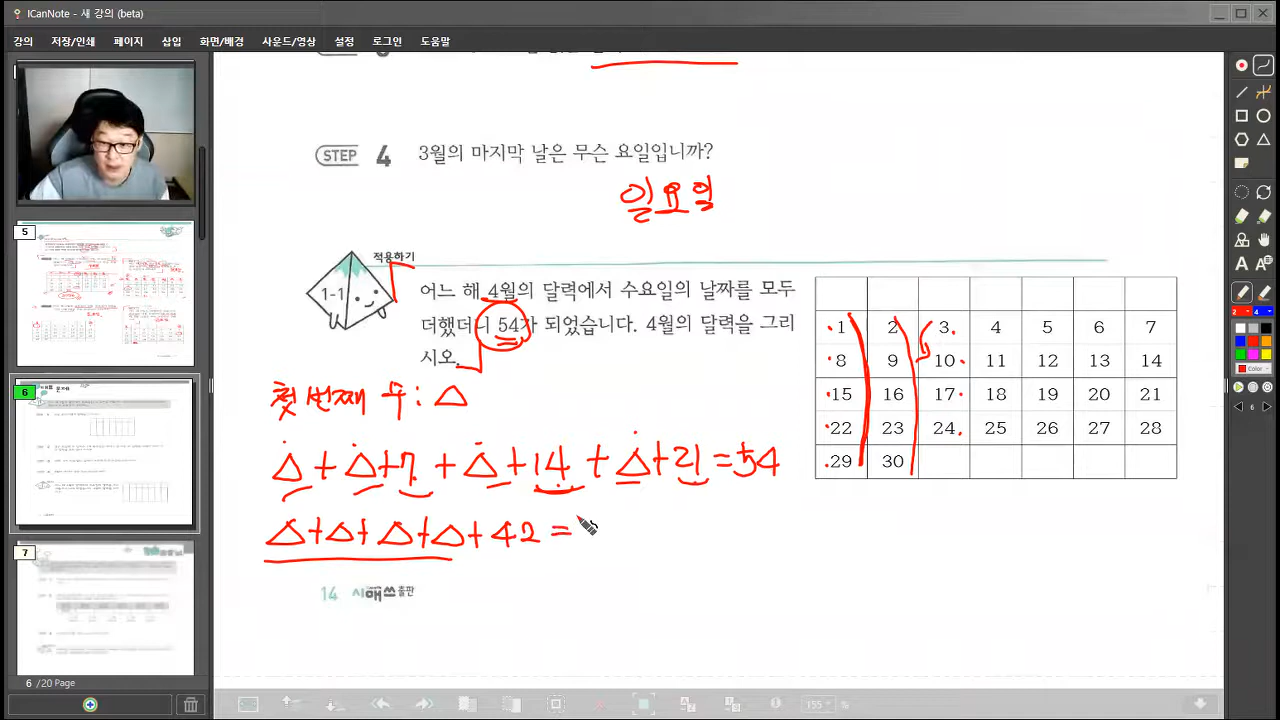 ICanNote - 새 강의 (beta)
강의 저장/인쇄 페이지 삽입 화면/배경 사운드/영상 설정 로그인 도움말
5
6
7
6 /20 Page
STEP 4 3월의 마지막 날은 무슨 요일입니까?
일요일
적용하기
1-1
어느 해 4월의 달력에서 수요일의 날짜를 모두
더했더니 54가 되었습니다. 4월의 달력을 그리
시오.
첫 번째 수: △
△+△+7+△+14+△+21=54
△+△+△+△+42=
1 2 3 4 5 6 7
8 9 10 11 12 13 14
15 16 17 18 19 20 21
22 23 24 25 26 27 28
29 30
14 시매쓰출판
Color
6
155 %